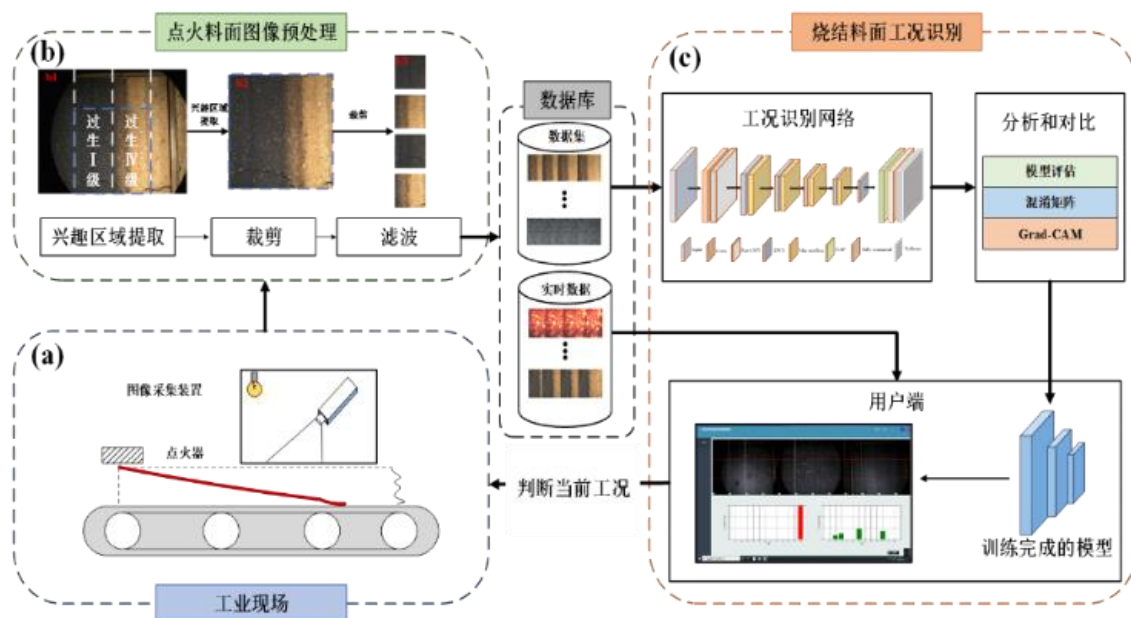 点火料面图像预处理
烧结料面工况识别
(b)
(c)
b1
b2
过生Ⅰ级
过生Ⅳ级
兴趣区域
提取
裁剪
兴趣区域提取
裁剪
滤波
数据库
数据集
实时数据
工况识别网络
分析和对比
模型评估
混淆矩阵
Grad-CAM
(a)
图像采集装置
点火器
工业现场
判断当前工况
用户端
训练完成的模型